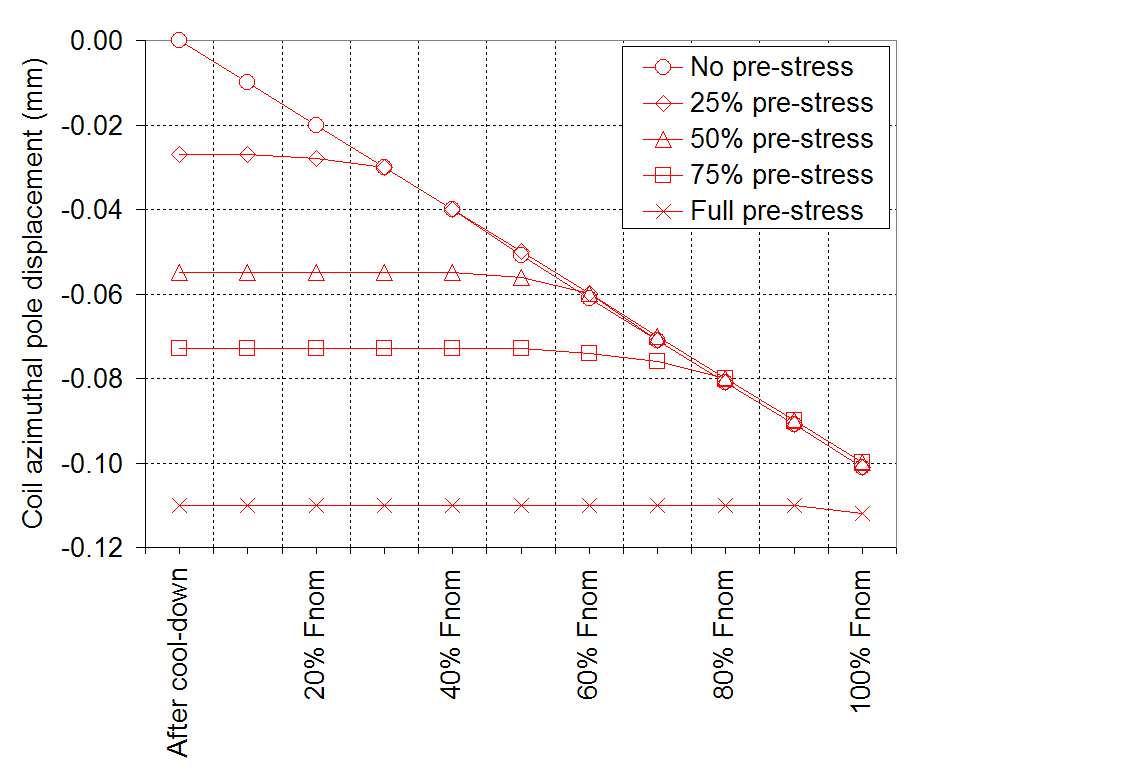 Coil azimuthal pole displacement (mm)
0.00
-0.02
-0.04
-0.06
-0.08
-0.10
-0.12
No pre-stress
25% pre-stress
50% pre-stress
75% pre-stress
Full pre-stress
After cool-down
20% Fnom
40% Fnom
60% Fnom
80% Fnom
100% Fnom